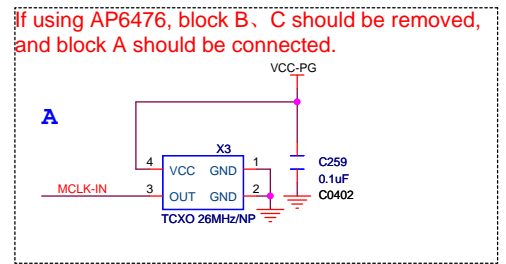 If using AP6476, block B、C should be removed,
and block A should be connected.
VCC-PG
A
X3
4 VCC GND 1
C259
0.1uF
MCLK-IN 3 OUT GND 2
C0402
TCXO 26MHz/NP